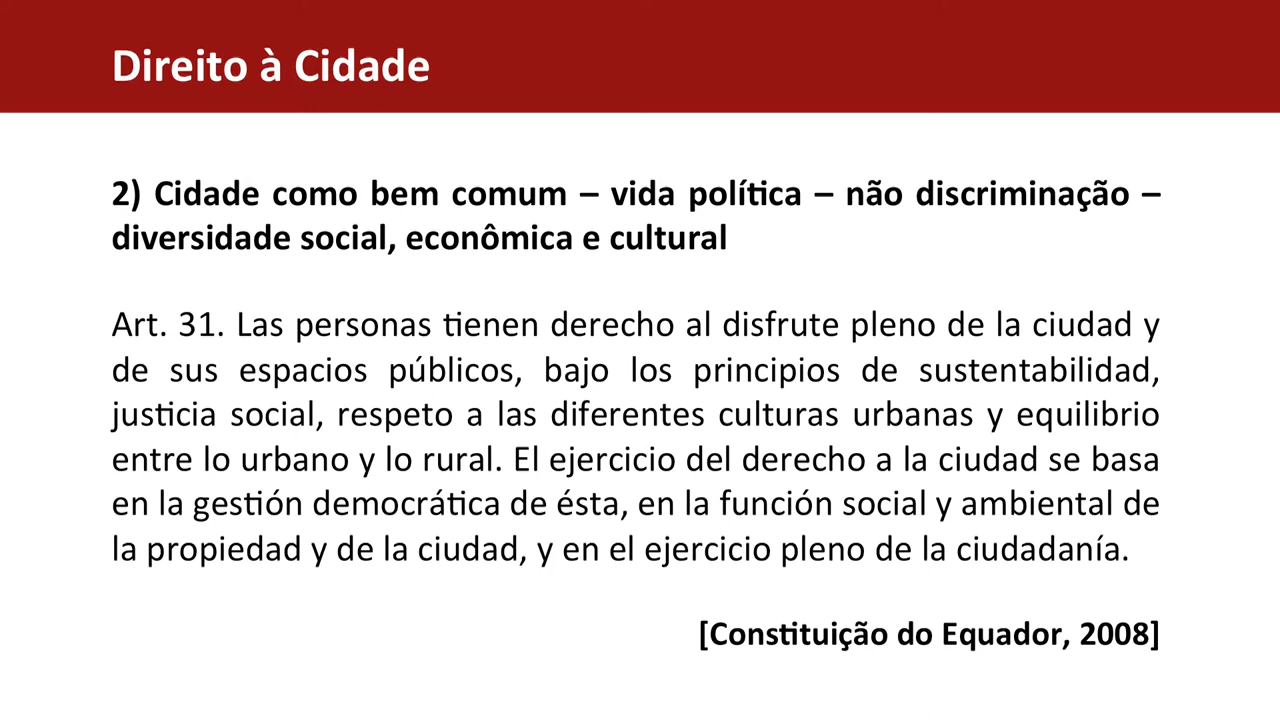 Direito à Cidade
2) Cidade como bem comum – vida política – não discriminação –
diversidade social, econômica e cultural
Art. 31. Las personas tienen derecho al disfrute pleno de la ciudad y
de sus espacios públicos, bajo los principios de sustentabilidad,
justicia social, respeto a las diferentes culturas urbanas y equilibrio
entre lo urbano y lo rural. El ejercicio del derecho a la ciudad se basa
en la gestión democrática de ésta, en la función social y ambiental de
la propiedad y de la ciudad, y en el ejercicio pleno de la ciudadanía.
[Constituição do Equador, 2008]